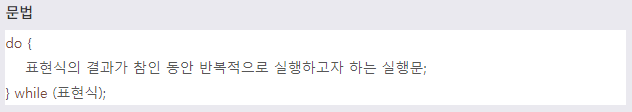 문법
do {
표현식의 결과가 참인 동안 반복적으로 실행하고자 하는 실행문;
} while (표현식);